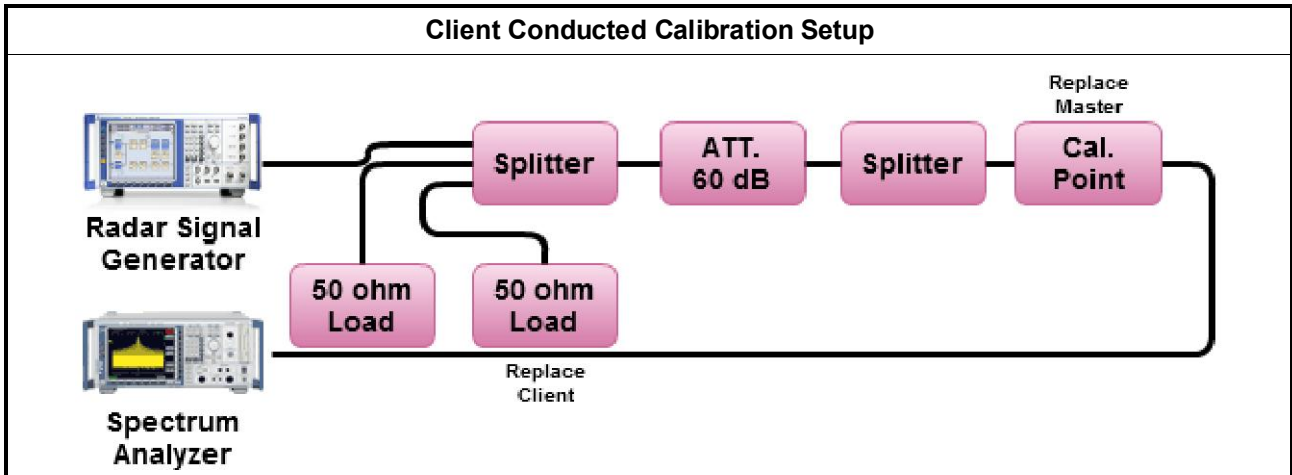 Client Conducted Calibration Setup
Replace
Master
Splitter
ATT.
60 dB
Splitter
Cal.
Point
Radar Signal
Generator
50 ohm
Load
50 ohm
Load
Replace
Client
Spectrum
Analyzer